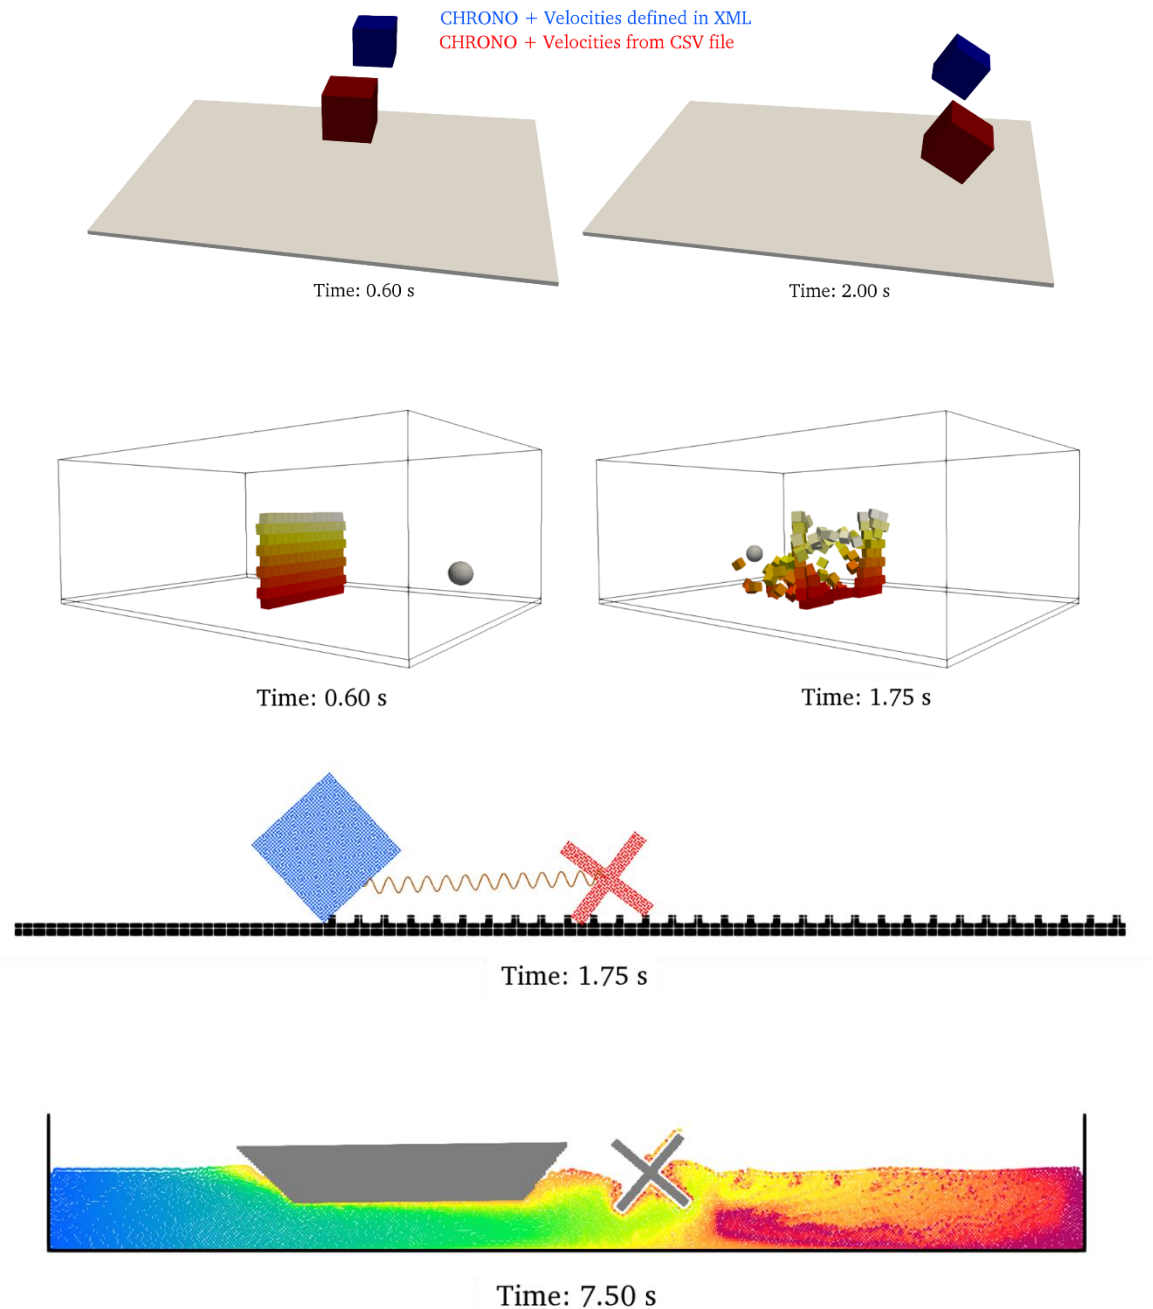 CHRONO + Velocities defined in XML
CHRONO + Velocities from CSV file
Time: 0.60 s
Time: 2.00 s
Time: 0.60 s
Time: 1.75 s
Time: 1.75 s
Time: 7.50 s